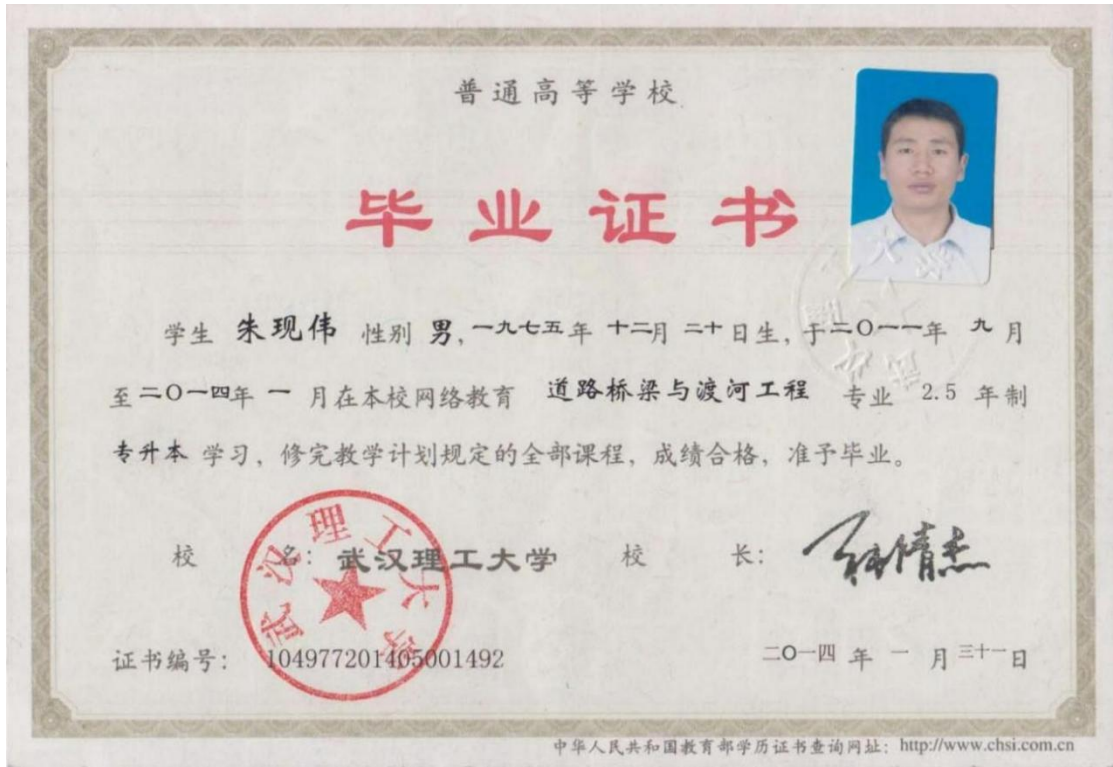 普通高等学校
毕业证书
学生 朱现伟 性别 男，一九七五年 十二月 二十日生，于二〇一一年 九月
至二〇一四年 一 月在本校网络教育 道路桥梁与渡河工程 专业 2.5 年制
专升本 学习，修完教学计划规定的全部课程，成绩合格，准予毕业。
校 名：武汉理工大学 校 长：
武汉理工大学
证书编号：104977201405001492 二〇一四 年 一 月 三十一日
中华人民共和国教育部学历证书查询网址：http://www.chsi.com.cn